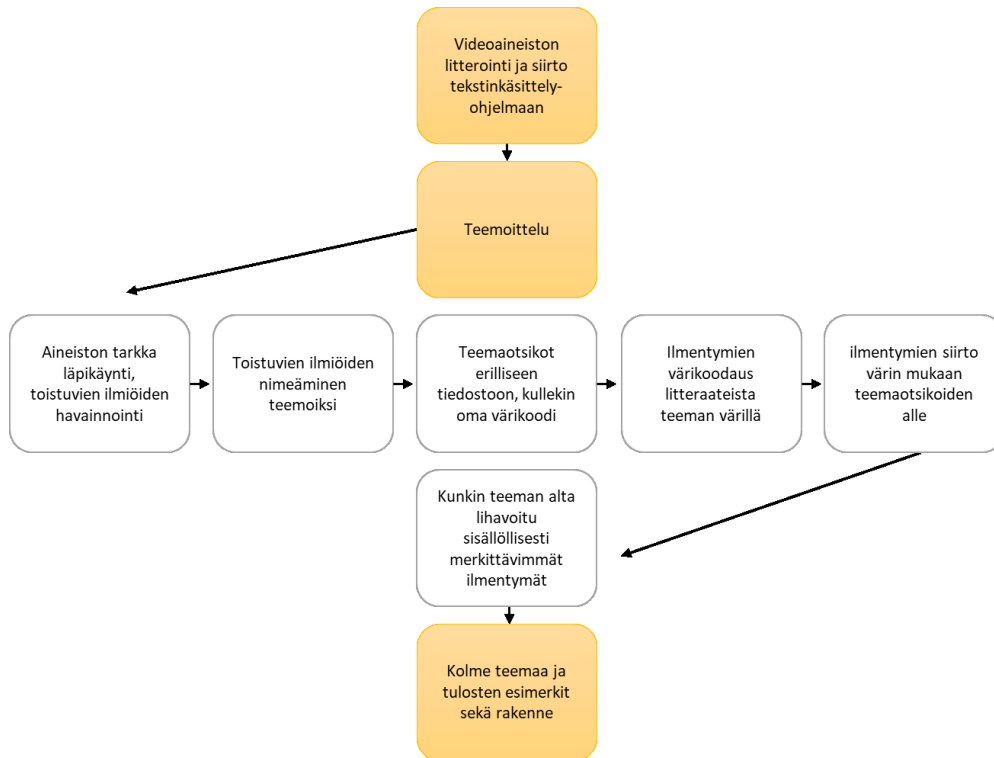 Videoaineiston
litterointi ja siirto
tekstinkäsittely-
ohjelmaan
Teemoittelu
Aineiston tarkka
läpikäynti,
toistuvien ilmiöiden
havainnointi
Toistuvien ilmiöiden
nimeäminen
teemoiksi
Teemaotsikot
erilliseen
tiedostoon, kullekin
oma värikoodi
Ilmentymien
värikoodaus
litteraateista
teeman värillä
ilmentymien siirto
värin mukaan
teemaotsikoiden
alle
Kunkin teeman alta
lihavoitu
sisällöllisesti
merkittävimmät
ilmentymät
Kolme teemaa ja
tulosten esimerkit
sekä rakenne